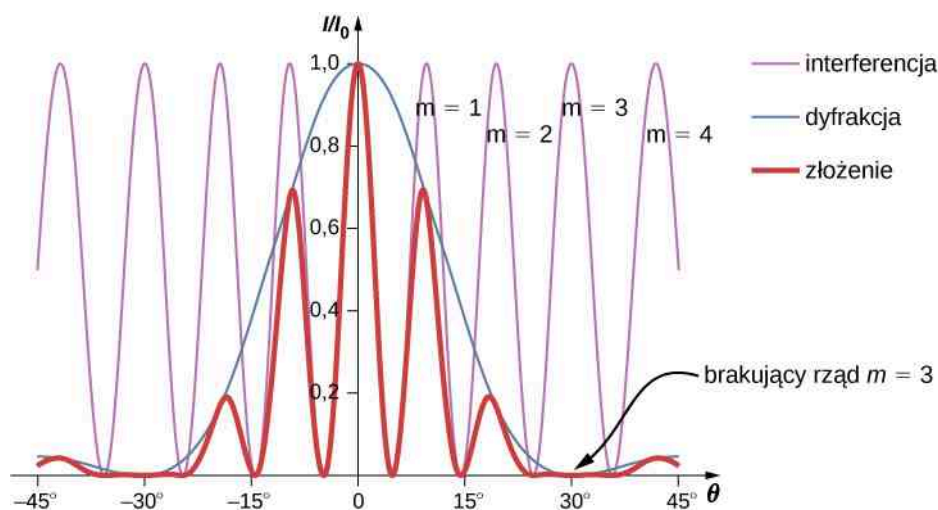 I/I₀
1,0
0,8
0,6
0,4
0,2
m = 1
m = 2
m = 3
m = 4
interferencja
dyfrakcja
złożenie
brakujący rząd m = 3
–45° –30° –15° 0 15° 30° 45° θ